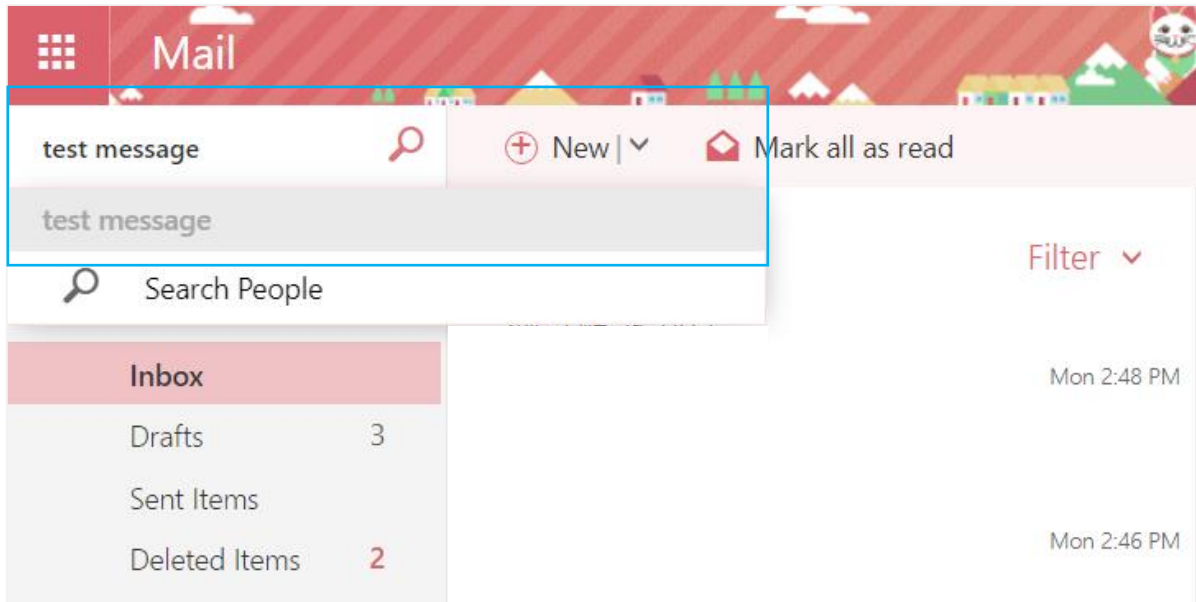 Mail
test message
New | Mark all as read
test message
Filter
Search People
Inbox
Mon 2:48 PM
Drafts 3
Sent Items
Deleted Items 2
Mon 2:46 PM